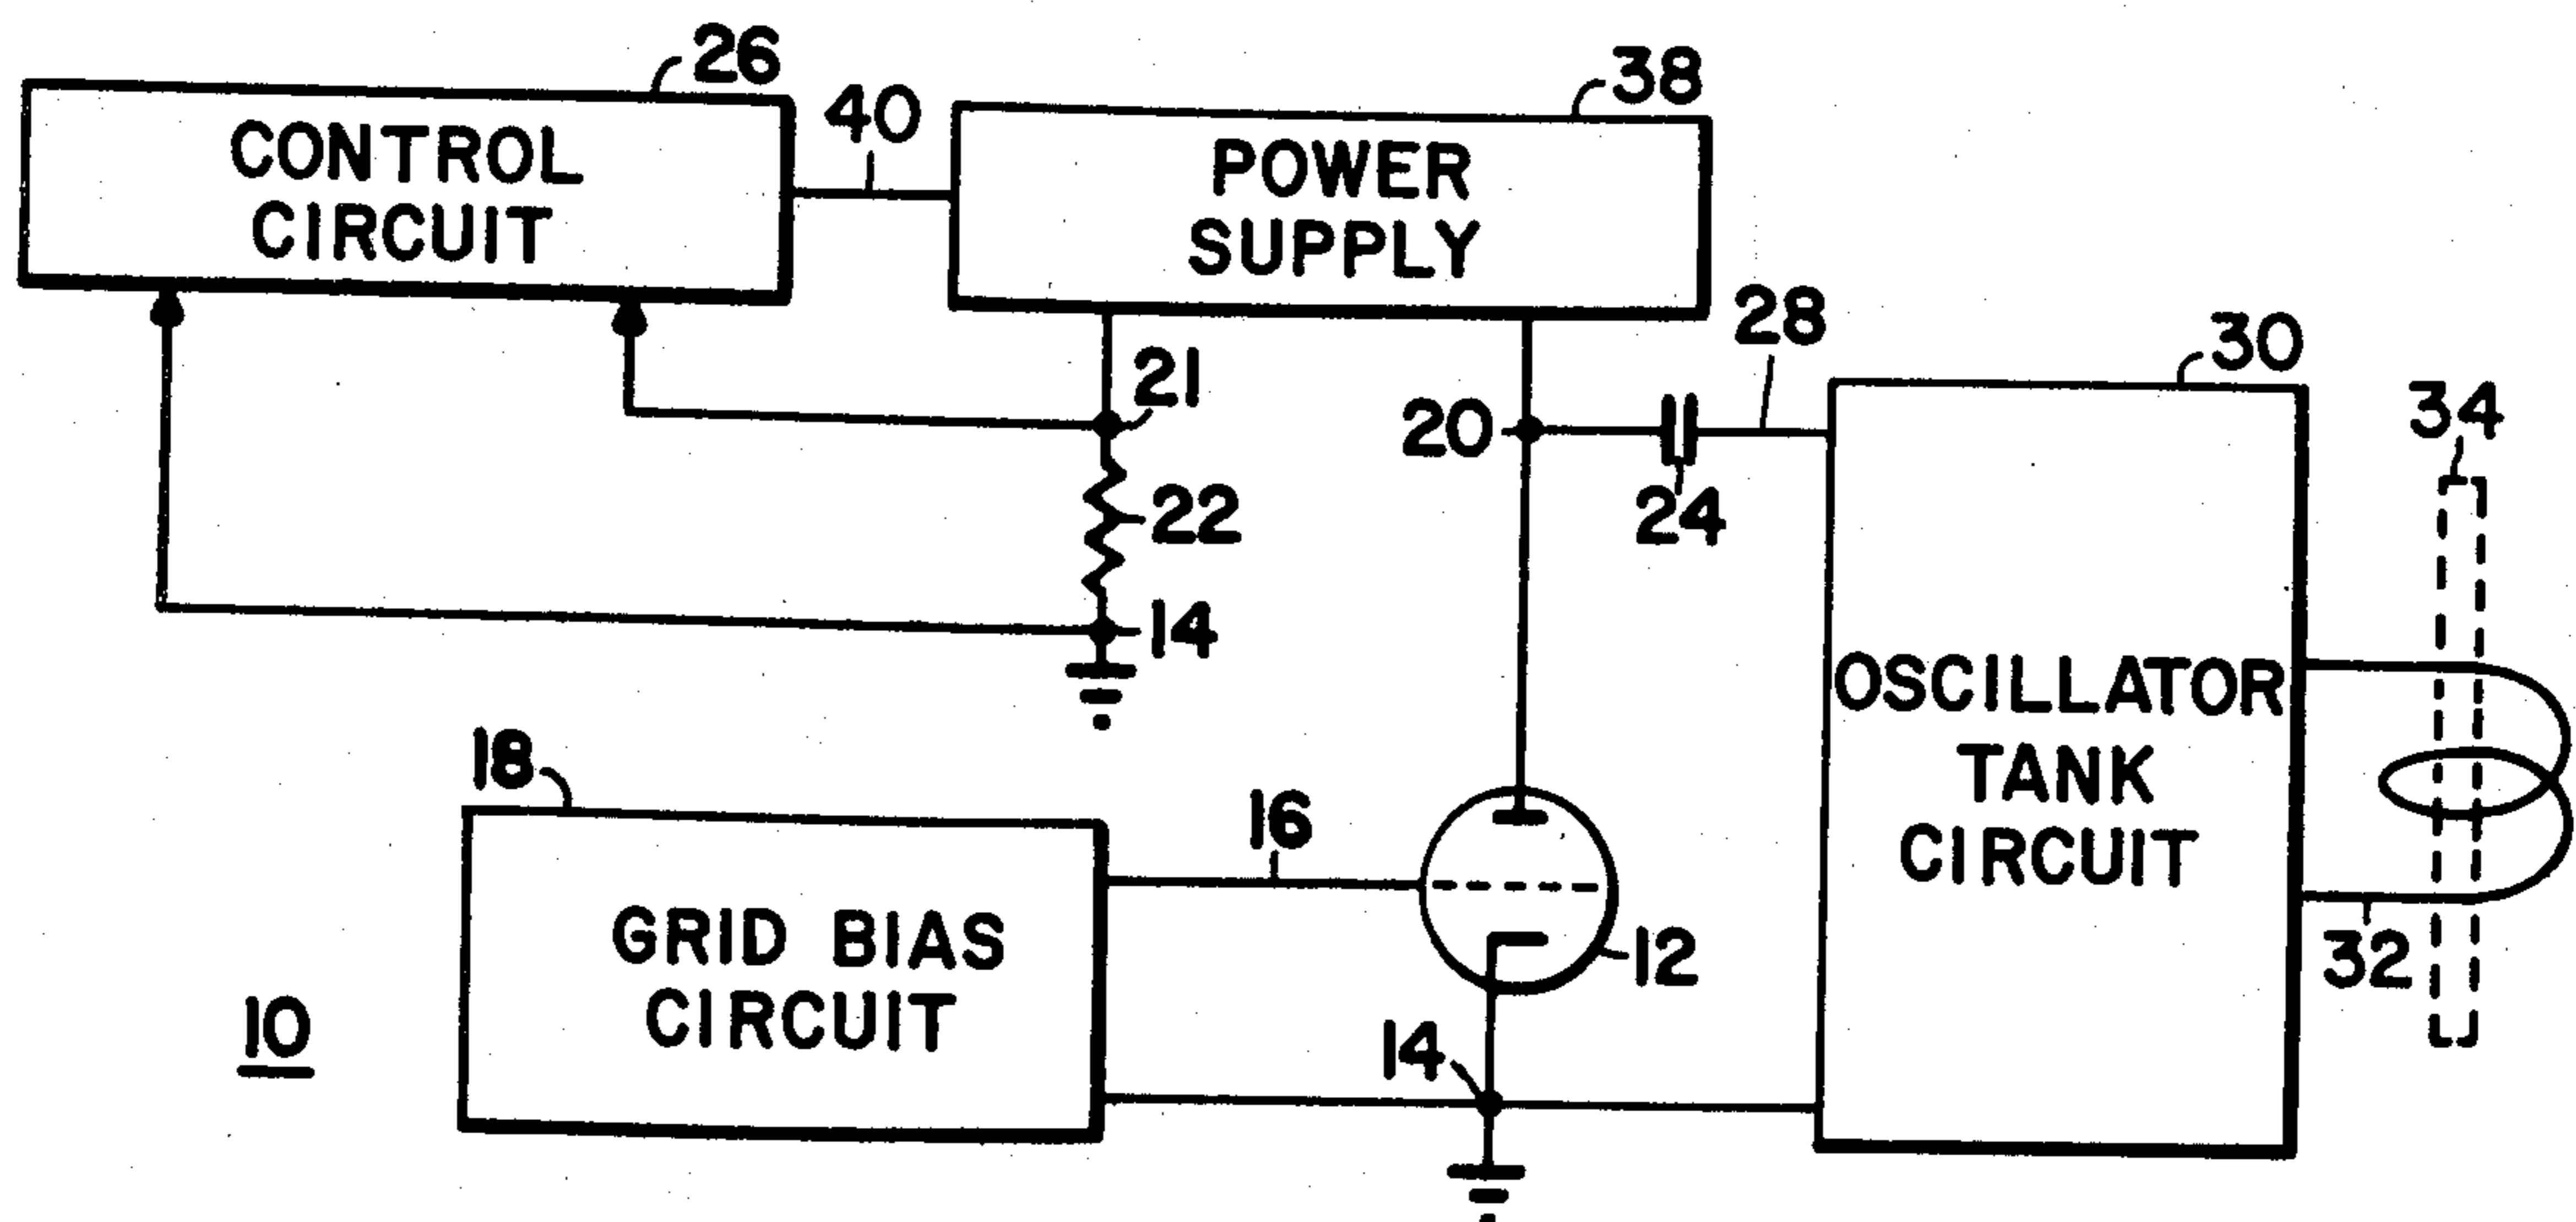 26
38
40
CONTROL
CIRCUIT
POWER
SUPPLY
28
30
21
20
34
22
24
14
OSCILLATOR
TANK
CIRCUIT
18
16
GRID BIAS
CIRCUIT
12
32
10
14